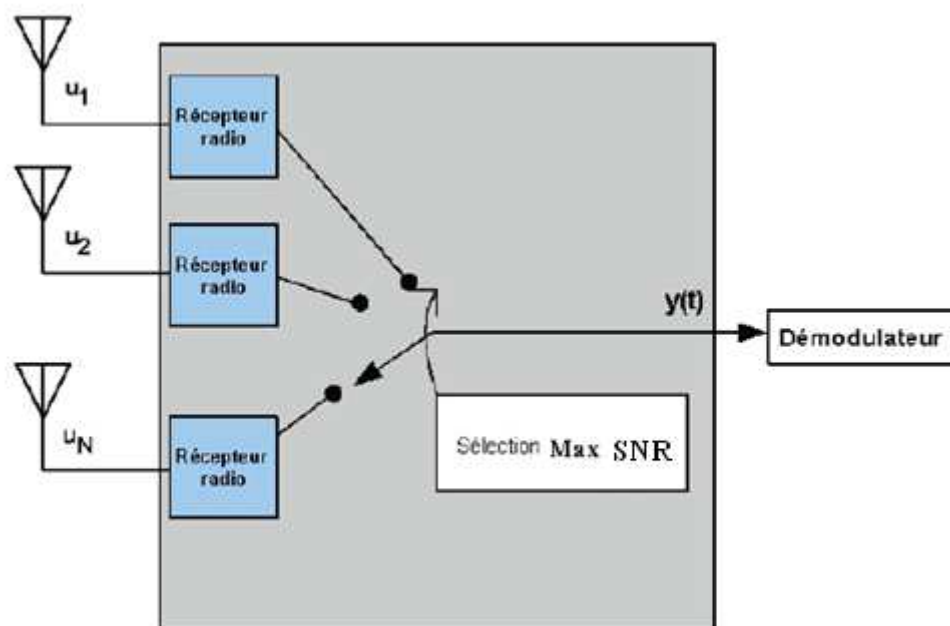 u1
Récepteur
radio
u2
Récepteur
radio
y(t)
Démodulateur
uN
Récepteur
radio
Sélection Max SNR